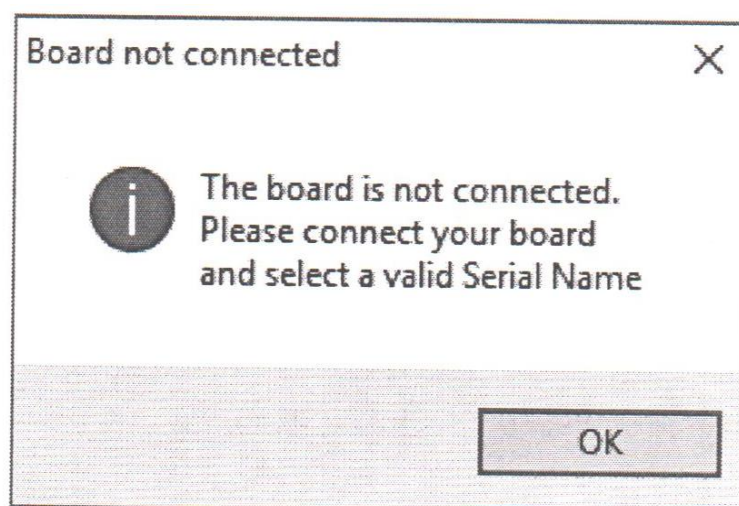 Board not connected
The board is not connected.
Please connect your board
and select a valid Serial Name
OK